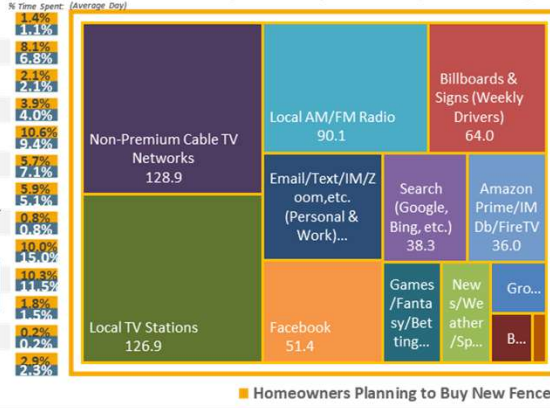 % Time Spent: (Average Day)
1.4%
1.1%
8.1%
6.8%
2.1%
2.1%
3.9%
4.0%
10.6%
9.4%
5.7%
7.1%
5.9%
5.1%
0.8%
0.8%
10.0%
15.0%
10.3%
11.5%
1.8%
1.5%
0.2%
0.2%
2.9%
2.3%
Non-Premium Cable TV
Networks
128.9
Local TV Stations
126.9
Local AM/FM Radio
90.1
Billboards &
Signs (Weekly
Drivers)
64.0
Email/Text/IM/Z
oom,etc.
(Personal &
Work)...
Search
(Google,
Bing, etc.)
38.3
Amazon
Prime/IM
Db/FireTV
36.0
Facebook
51.4
Games
/Fanta
sy/Bet
ting...
New
s/We
ather
/Sp...
Gro...
B...
Homeowners Planning to Buy New Fence